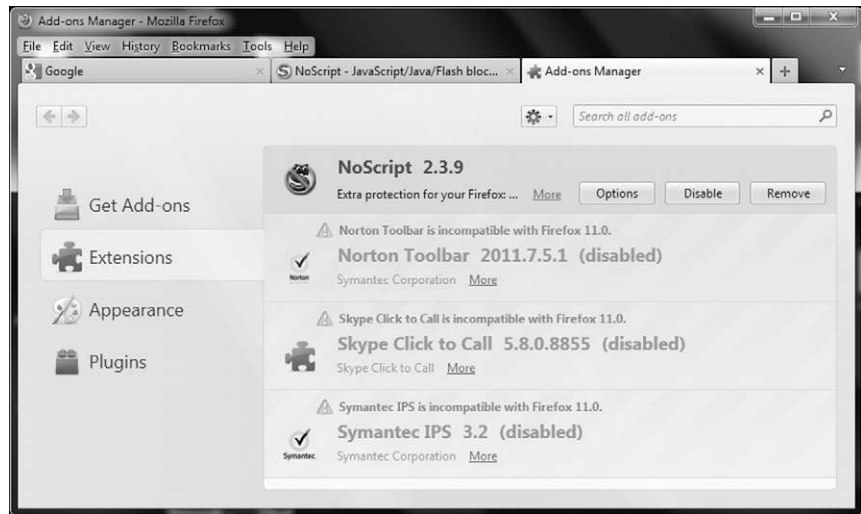 Add-ons Manager - Mozilla Firefox
File Edit View History Bookmarks Tools Help
Google
NoScript - JavaScript/Java/Flash bloc...
Add-ons Manager
Search all add-ons
Get Add-ons
Extensions
Appearance
Plugins
NoScript 2.3.9
Extra protection for your Firefox: ... More Options Disable Remove
Norton Toolbar is incompatible with Firefox 11.0.
Norton Toolbar 2011.7.5.1 (disabled)
Norton
Symantec Corporation More
Skype Click to Call is incompatible with Firefox 11.0.
Skype Click to Call 5.8.0.8855 (disabled)
Skype Click to Call More
Symantec IPS is incompatible with Firefox 11.0.
Symantec IPS 3.2 (disabled)
Symantec
Symantec Corporation More